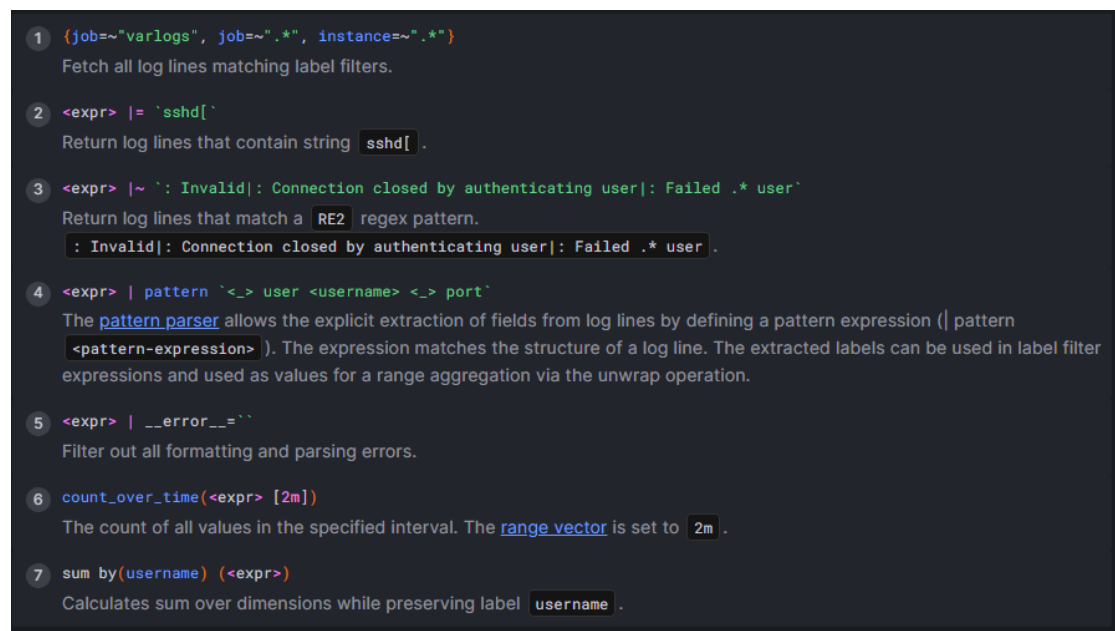 1 {job=~"varlogs", job=~".*", instance=~".*"}
Fetch all log lines matching label filters.
2 <expr> |= `sshd[`
Return log lines that contain string sshd[ .
3 <expr> |~ `: Invalid|: Connection closed by authenticating user|: Failed .* user`
Return log lines that match a RE2 regex pattern.
: Invalid|: Connection closed by authenticating user|: Failed .* user .
4 <expr> | pattern `<_> user <username> <_> port`
The pattern parser allows the explicit extraction of fields from log lines by defining a pattern expression (| pattern
<pattern-expression> ). The expression matches the structure of a log line. The extracted labels can be used in label filter
expressions and used as values for a range aggregation via the unwrap operation.
5 <expr> | __error__=``
Filter out all formatting and parsing errors.
6 count_over_time(<expr> [2m])
The count of all values in the specified interval. The range vector is set to 2m .
7 sum by(username) (<expr>)
Calculates sum over dimensions while preserving label username .